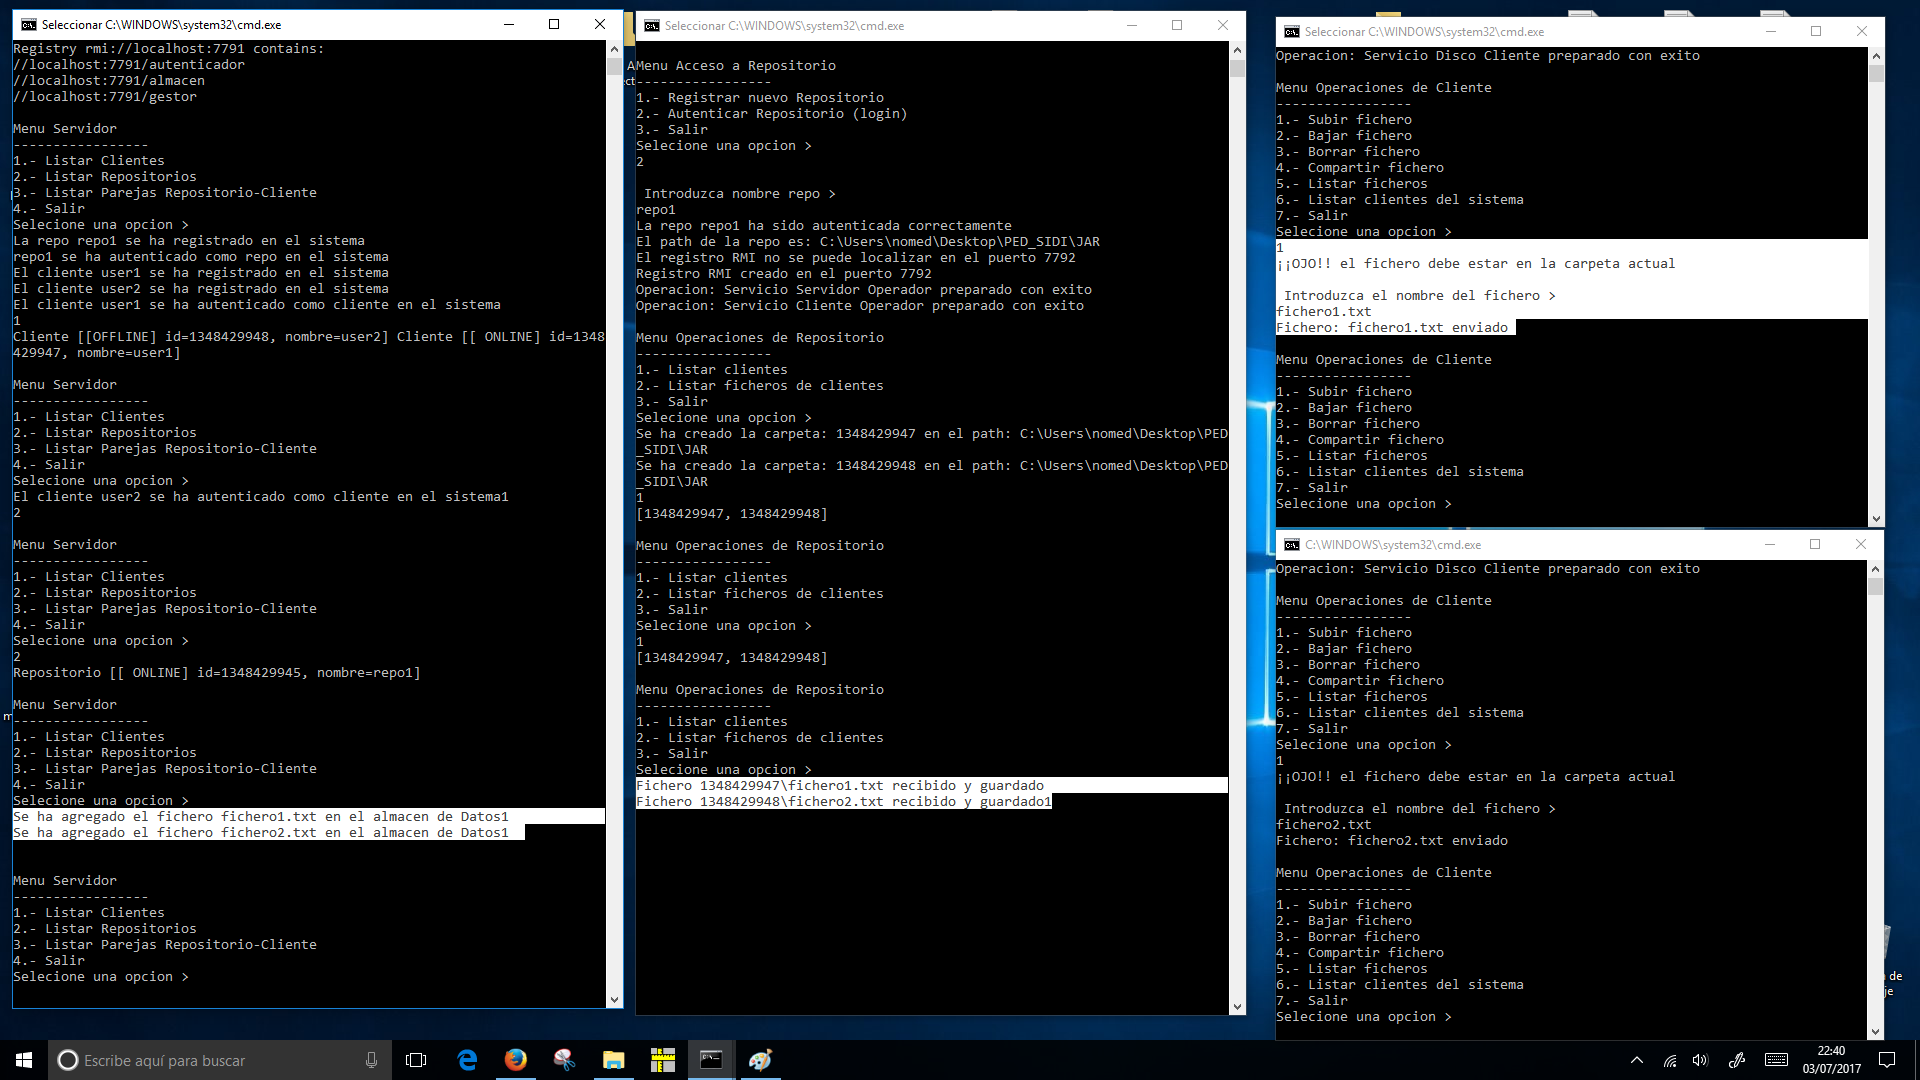 Seleccionar C:\WINDOWS\system32\cmd.exe
Registry rmi://localhost:7791 contains:
//localhost:7791/autenticador
//localhost:7791/almacen
//localhost:7791/gestor
Menu Servidor
-----------------
1.- Listar Clientes
2.- Listar Repositorios
3.- Listar Parejas Repositorio-Cliente
4.- Salir
Selecione una opcion >
La repo repo1 se ha registrado en el sistema
repo1 se ha autenticado como repo en el sistema
El cliente user1 se ha registrado en el sistema
El cliente user2 se ha registrado en el sistema
El cliente user1 se ha autenticado como cliente en el sistema
1
Cliente [[OFFLINE] id=1348429948, nombre=user2] Cliente [[ ONLINE] id=1348
429947, nombre=user1]
Menu Servidor
-----------------
1.- Listar Clientes
2.- Listar Repositorios
3.- Listar Parejas Repositorio-Cliente
4.- Salir
Selecione una opcion >
El cliente user2 se ha autenticado como cliente en el sistema1
2
Menu Servidor
-----------------
1.- Listar Clientes
2.- Listar Repositorios
3.- Listar Parejas Repositorio-Cliente
4.- Salir
Selecione una opcion >
2
Repositorio [[ ONLINE] id=1348429945, nombre=repo1]
Menu Servidor
-----------------
1.- Listar Clientes
2.- Listar Repositorios
3.- Listar Parejas Repositorio-Cliente
4.- Salir
Selecione una opcion >
Se ha agregado el fichero fichero1.txt en el almacen de Datos1
Se ha agregado el fichero fichero2.txt en el almacen de Datos1
Menu Servidor
-----------------
1.- Listar Clientes
2.- Listar Repositorios
3.- Listar Parejas Repositorio-Cliente
4.- Salir
Selecione una opcion >
Seleccionar C:\WINDOWS\system32\cmd.exe
Menu Acceso a Repositorio
-----------------
1.- Registrar nuevo Repositorio
2.- Autenticar Repositorio (login)
3.- Salir
Selecione una opcion >
2
Introduzca nombre repo >
repo1
La repo repo1 ha sido autenticada correctamente
El path de la repo es: C:\Users\nomed\Desktop\PED_SIDI\JAR
El registro RMI no se puede localizar en el puerto 7792
Registro RMI creado en el puerto 7792
Operacion: Servicio Servidor Operador preparado con exito
Operacion: Servicio Cliente Operador preparado con exito
Menu Operaciones de Repositorio
-----------------
1.- Listar clientes
2.- Listar ficheros de clientes
3.- Salir
Selecione una opcion >
Se ha creado la carpeta: 1348429947 en el path: C:\Users\nomed\Desktop\PED
_SIDI\JAR
Se ha creado la carpeta: 1348429948 en el path: C:\Users\nomed\Desktop\PED
_SIDI\JAR
1
[1348429947, 1348429948]
Menu Operaciones de Repositorio
-----------------
1.- Listar clientes
2.- Listar ficheros de clientes
3.- Salir
Selecione una opcion >
1
[1348429947, 1348429948]
Menu Operaciones de Repositorio
-----------------
1.- Listar clientes
2.- Listar ficheros de clientes
3.- Salir
Selecione una opcion >
Fichero 1348429947\fichero1.txt recibido y guardado
Fichero 1348429948\fichero2.txt recibido y guardado1
Seleccionar C:\WINDOWS\system32\cmd.exe
Operacion: Servicio Disco Cliente preparado con exito
Menu Operaciones de Cliente
-----------------
1.- Subir fichero
2.- Bajar fichero
3.- Borrar fichero
4.- Compartir fichero
5.- Listar ficheros
6.- Listar clientes del sistema
7.- Salir
Selecione una opcion >
1
¡¡OJO!! el fichero debe estar en la carpeta actual
Introduzca el nombre del fichero >
fichero1.txt
Fichero: fichero1.txt enviado
Menu Operaciones de Cliente
-----------------
1.- Subir fichero
2.- Bajar fichero
3.- Borrar fichero
4.- Compartir fichero
5.- Listar ficheros
6.- Listar clientes del sistema
7.- Salir
Selecione una opcion >
C:\WINDOWS\system32\cmd.exe
Operacion: Servicio Disco Cliente preparado con exito
Menu Operaciones de Cliente
-----------------
1.- Subir fichero
2.- Bajar fichero
3.- Borrar fichero
4.- Compartir fichero
5.- Listar ficheros
6.- Listar clientes del sistema
7.- Salir
Selecione una opcion >
1
¡¡OJO!! el fichero debe estar en la carpeta actual
Introduzca el nombre del fichero >
fichero2.txt
Fichero: fichero2.txt enviado
Menu Operaciones de Cliente
-----------------
1.- Subir fichero
2.- Bajar fichero
3.- Borrar fichero
4.- Compartir fichero
5.- Listar ficheros
6.- Listar clientes del sistema
7.- Salir
Selecione una opcion >
de
je
Escribe aquí para buscar
22:40
03/07/2017